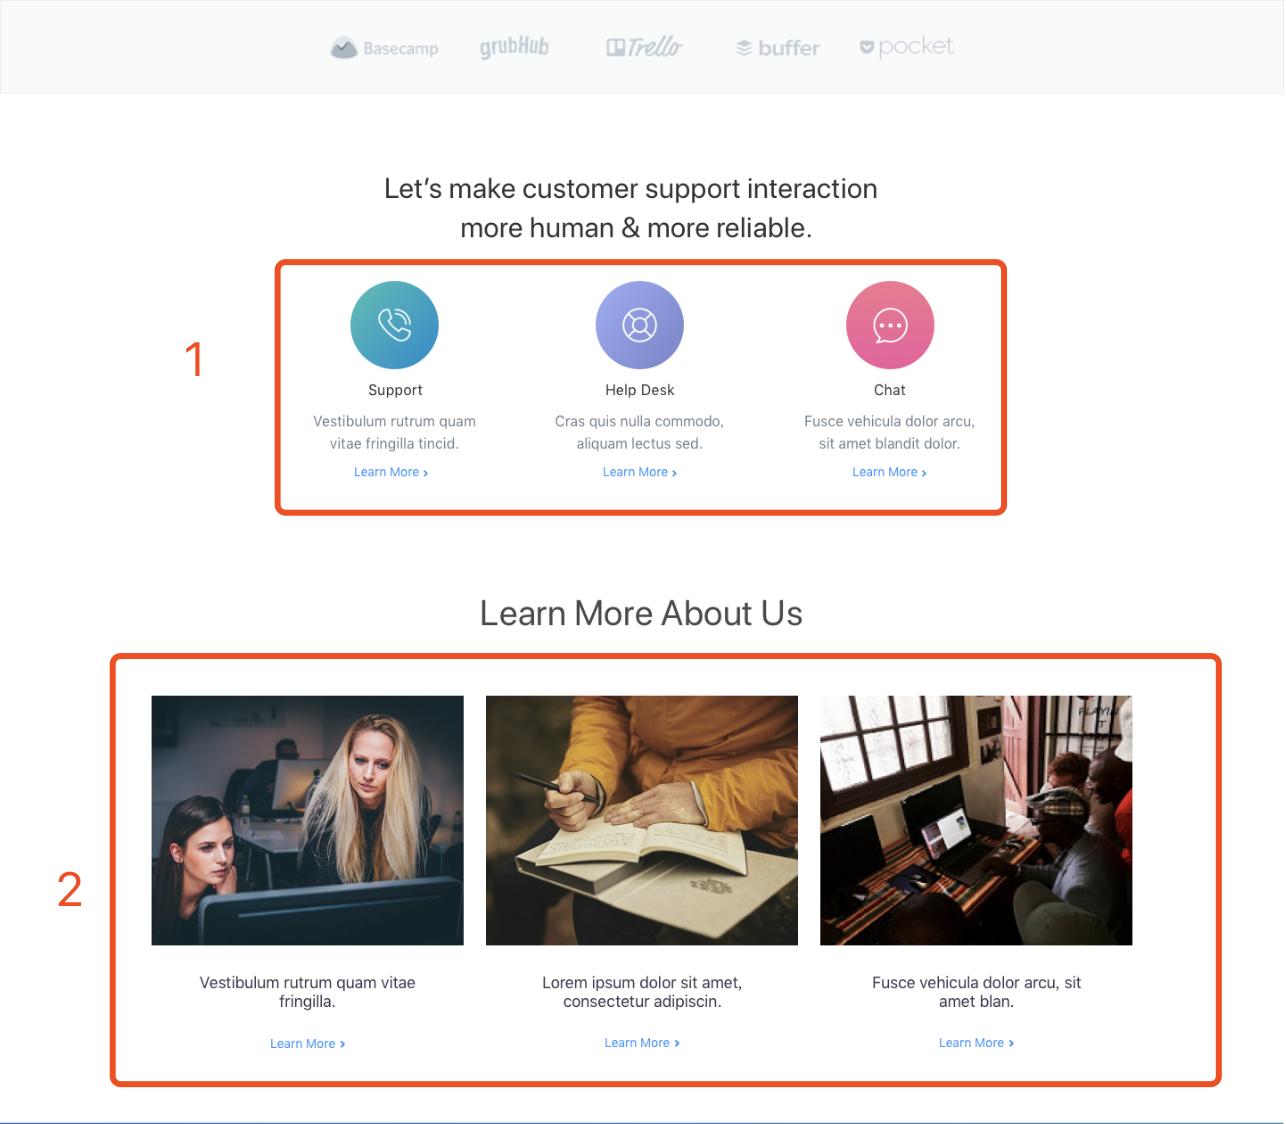 Basecamp grubHub Trello buffer pocket
Let's make customer support interaction
more human & more reliable.
1
Support
Vestibulum rutrum quam
vitae fringilla tincid.
Learn More ›
Help Desk
Cras quis nulla commodo,
aliquam lectus sed.
Learn More ›
Chat
Fusce vehicula dolor arcu,
sit amet blandit dolor.
Learn More ›
Learn More About Us
2
Vestibulum rutrum quam vitae
fringilla.
Learn More ›
Lorem ipsum dolor sit amet,
consectetur adipiscin.
Learn More ›
Fusce vehicula dolor arcu, sit
amet blan.
Learn More ›